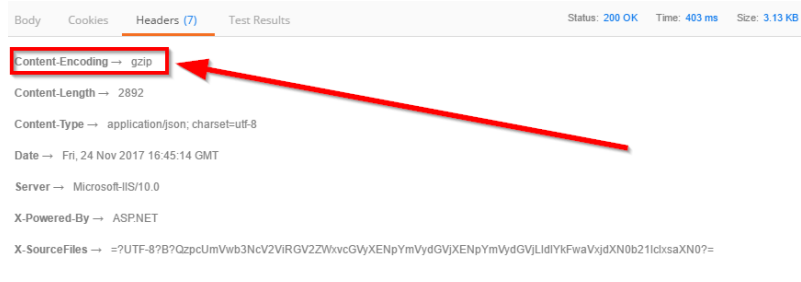 Body Cookies Headers (7) Test Results Status: 200 OK Time: 403 ms Size: 3.13 KB
Content-Encoding → gzip
Content-Length → 2892
Content-Type → application/json; charset=utf-8
Date → Fri, 24 Nov 2017 16:45:14 GMT
Server → Microsoft-IIS/10.0
X-Powered-By → ASP.NET
X-SourceFiles → =?UTF-8?B?QzpcUmVwb3NcV2ViRGV2ZWxvcGVyXENpYmVydGVjXENpYmVydGVjLldlYkFwaVxjdXN0b21lclxsaXN0?=